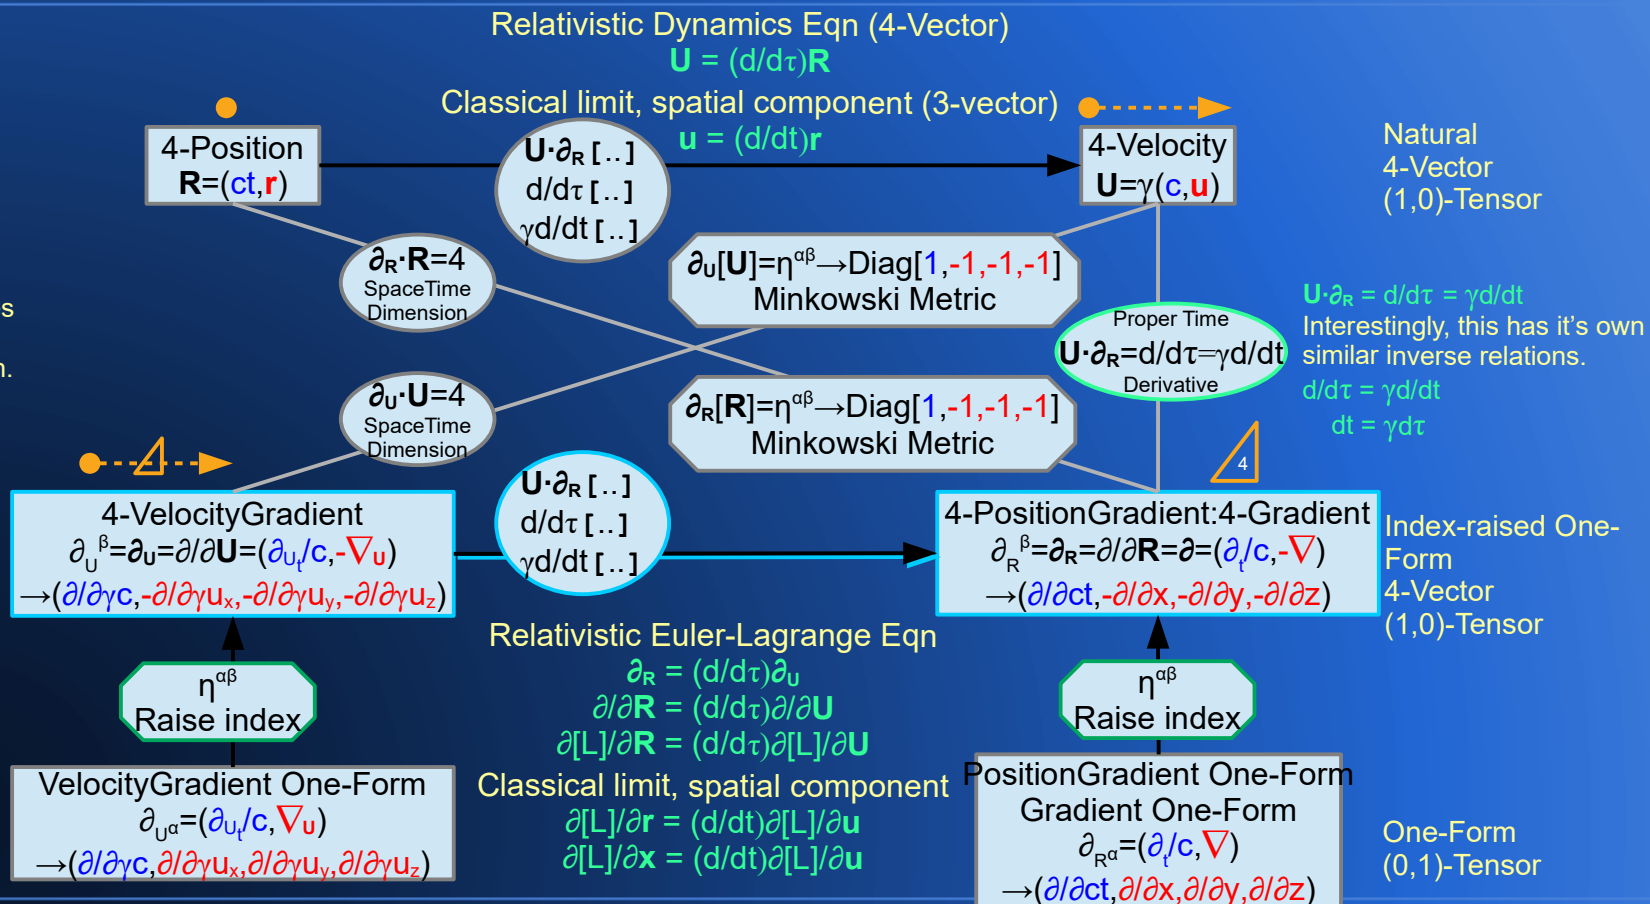 Relativistic Dynamics Eqn (4-Vector)
U = (d/dτ)R
Classical limit, spatial component (3-vector)
u = (d/dt)r
4-Position
R=(ct,r)
U·∂R [..]
d/dτ [..]
γd/dt [..]
4-Velocity
U=γ(c,u)
Natural
4-Vector
(1,0)-Tensor
∂R·R=4
SpaceTime
Dimension
∂U[U]=ηαβ→Diag[1,-1,-1,-1]
Minkowski Metric
es
n.
Proper Time
U·∂R=d/dτ=γd/dt
Derivative
U·∂R = d/dτ = γd/dt
Interestingly, this has it's own
similar inverse relations.
d/dτ = γd/dt
dt = γdτ
∂U·U=4
SpaceTime
Dimension
∂R[R]=ηαβ→Diag[1,-1,-1,-1]
Minkowski Metric
4
4-VelocityGradient
∂Uβ=∂U=∂/∂U=(∂Ut/c,-∇U)
→(∂/∂γc,-∂/∂γux,-∂/∂γuy,-∂/∂γuz)
U·∂R [..]
d/dτ [..]
γd/dt [..]
4-PositionGradient:4-Gradient
∂Rβ=∂R=∂/∂R=∂=(∂t/c,-∇)
→(∂/∂ct,-∂/∂x,-∂/∂y,-∂/∂z)
Index-raised One-
Form
4-Vector
(1,0)-Tensor
Relativistic Euler-Lagrange Eqn
∂R = (d/dτ)∂U
∂/∂R = (d/dτ)∂/∂U
∂[L]/∂R = (d/dτ)∂[L]/∂U
Classical limit, spatial component
∂[L]/∂r = (d/dt)∂[L]/∂u
∂[L]/∂x = (d/dt)∂[L]/∂u
ηαβ
Raise index
ηαβ
Raise index
VelocityGradient One-Form
∂Uα=(∂Ut/c,∇U)
→(∂/∂γc,∂/∂γux,∂/∂γuy,∂/∂γuz)
PositionGradient One-Form
Gradient One-Form
∂Rα=(∂t/c,∇)
→(∂/∂ct,∂/∂x,∂/∂y,∂/∂z)
One-Form
(0,1)-Tensor